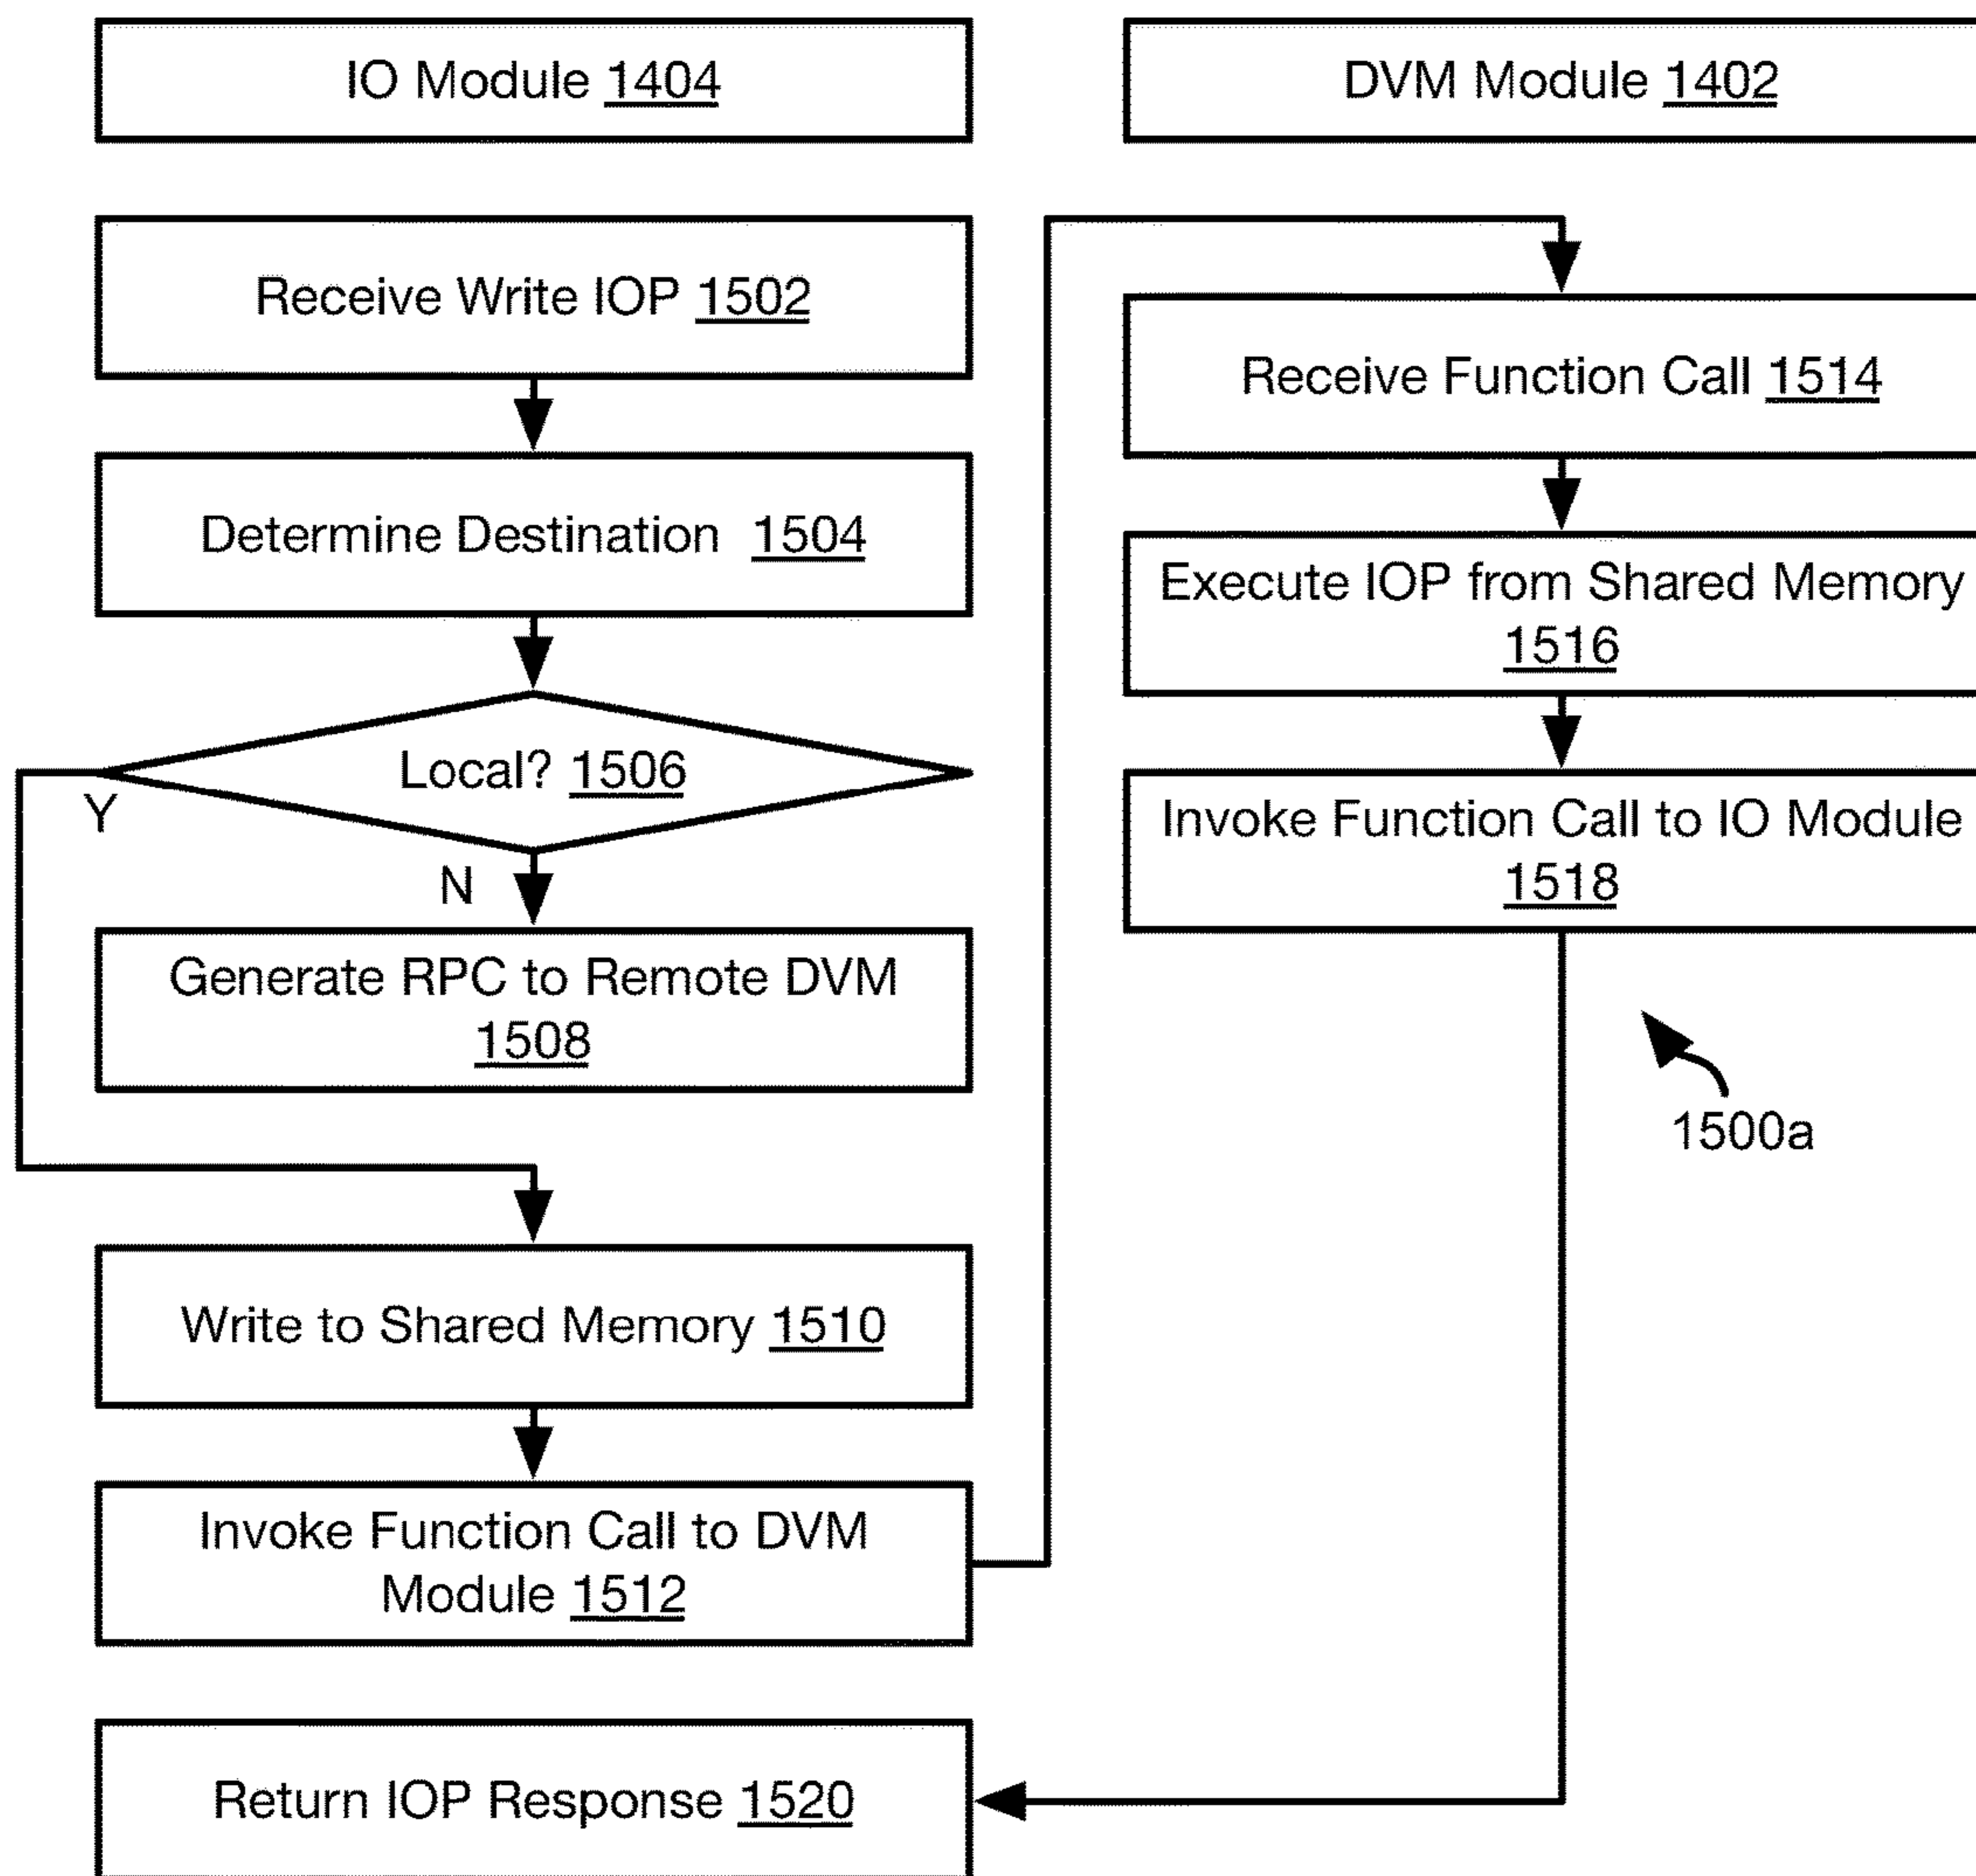 IO Module 1404
DVM Module 1402
Receive Write IOP 1502
Determine Destination 1504
Local? 1506
Y
N
Generate RPC to Remote DVM
1508
Write to Shared Memory 1510
Invoke Function Call to DVM
Module 1512
Return IOP Response 1520
Receive Function Call 1514
Execute IOP from Shared Memory
1516
Invoke Function Call to IO Module
1518
1500a